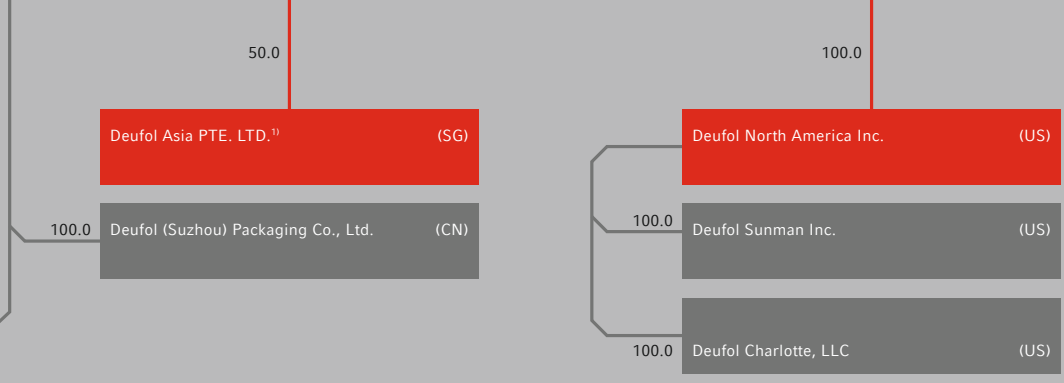 50.0
Deufol Asia PTE. LTD.¹⁾ (SG)
100.0 Deufol (Suzhou) Packaging Co., Ltd. (CN)
100.0
Deufol North America Inc. (US)
100.0 Deufol Sunman Inc. (US)
100.0 Deufol Charlotte, LLC (US)